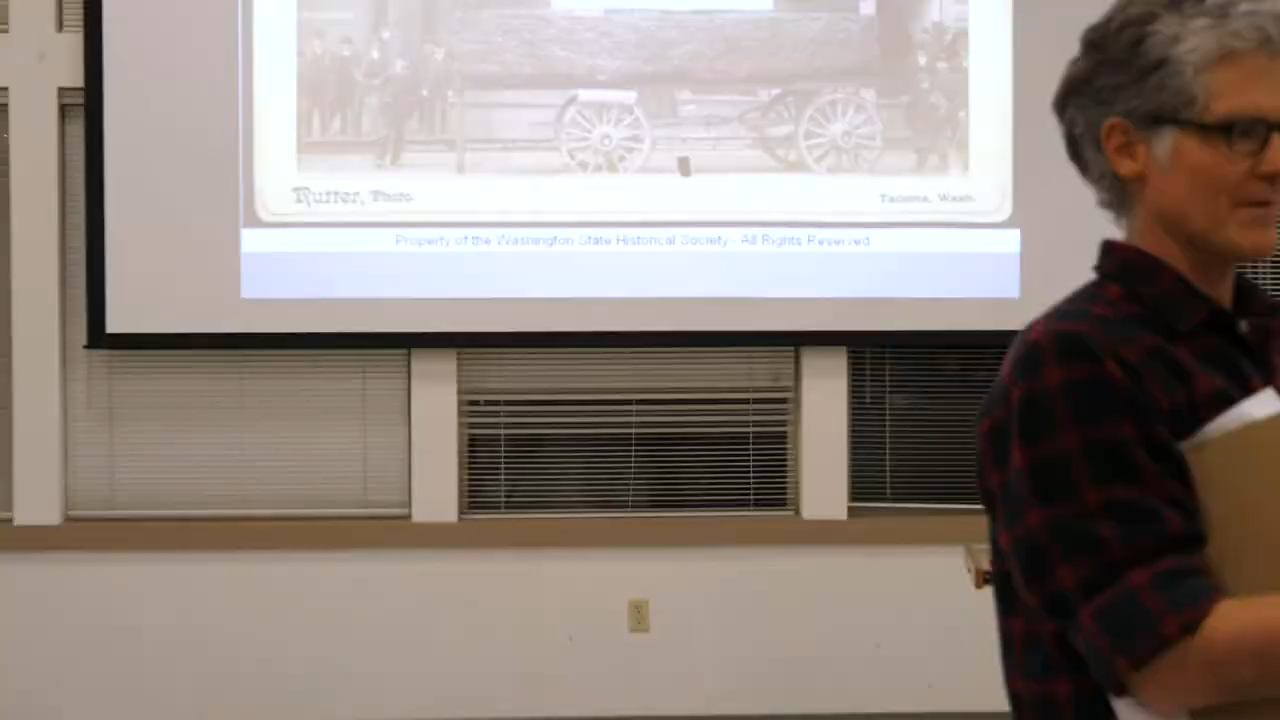 Rutter, Photo.
Tacoma, Wash.
Property of the Washington State Historical Society - All Rights Reserved